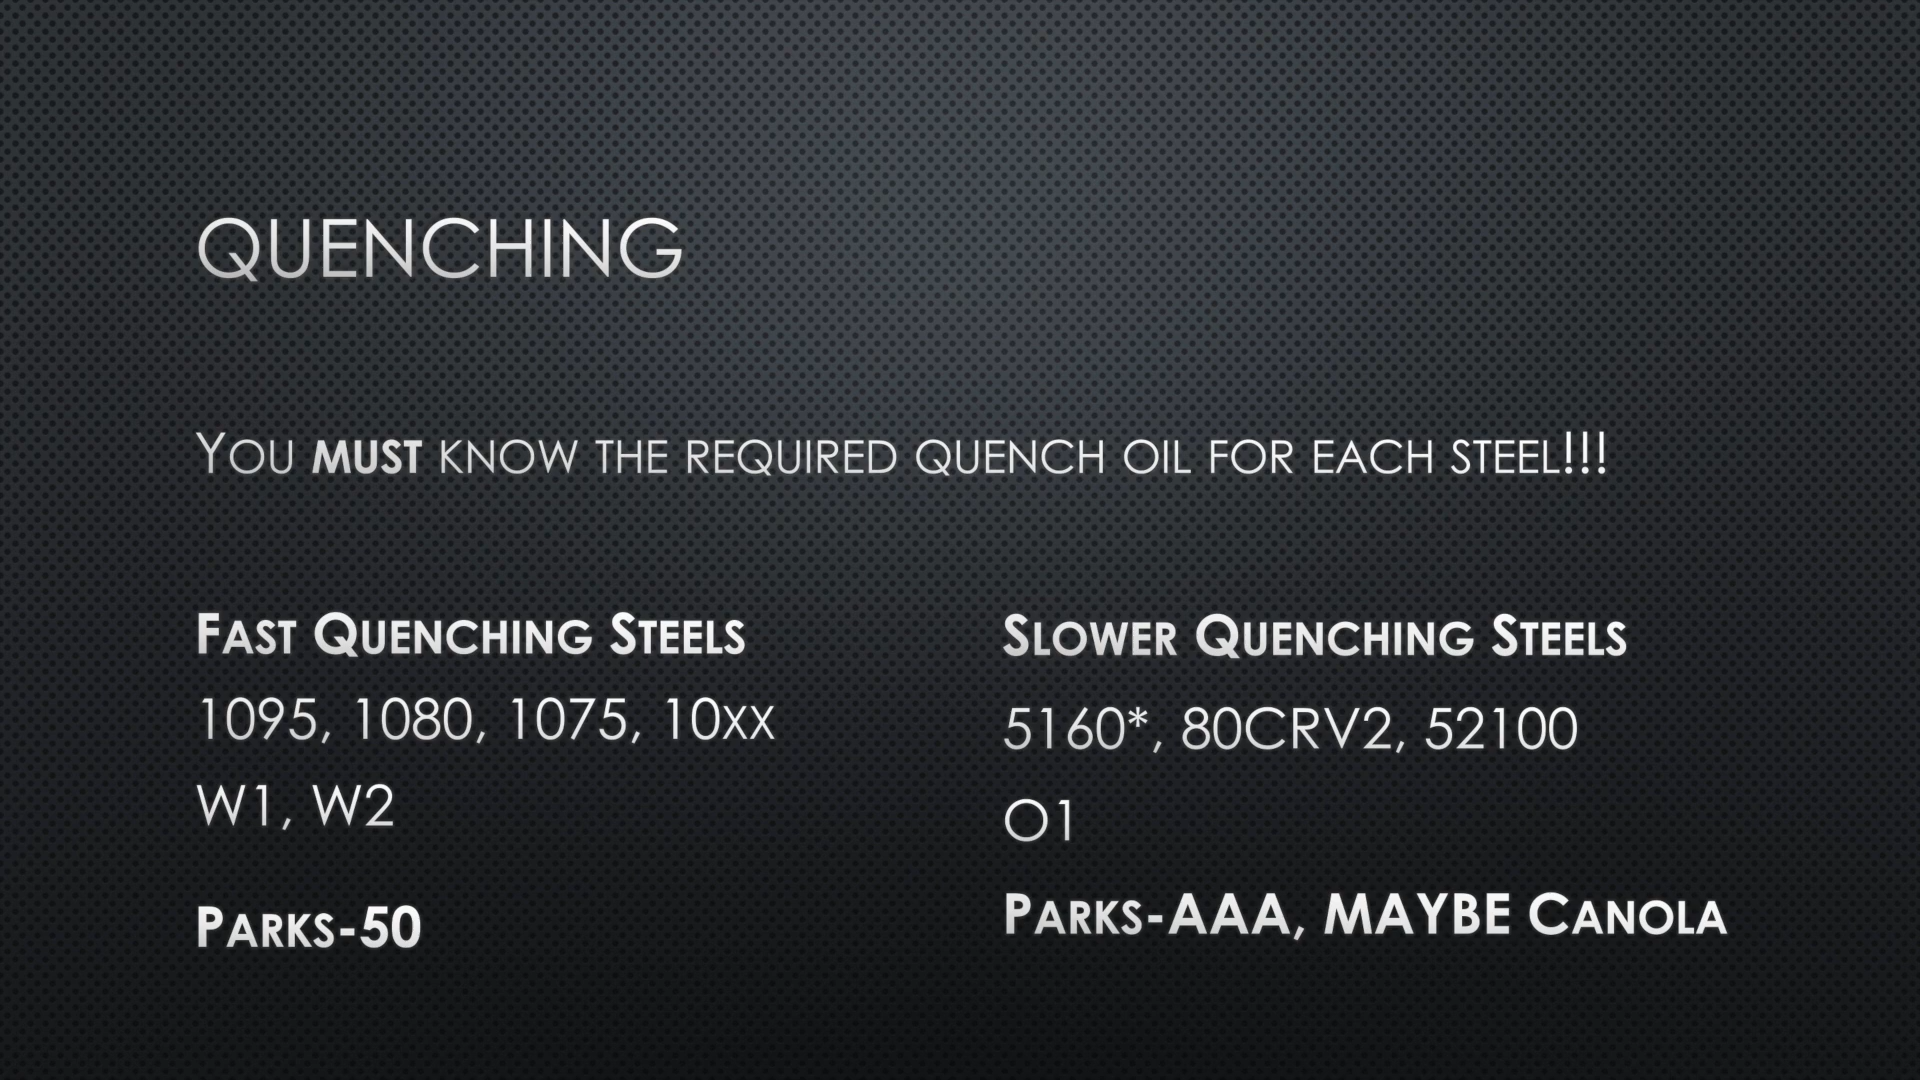 QUENCHING
You MUST know the required quench oil for each steel!!!
Fast Quenching Steels
1095, 1080, 1075, 10xx
W1, W2
Parks-50
Slower Quenching Steels
5160*, 80CRV2, 52100
O1
Parks-AAA, MAYBE Canola